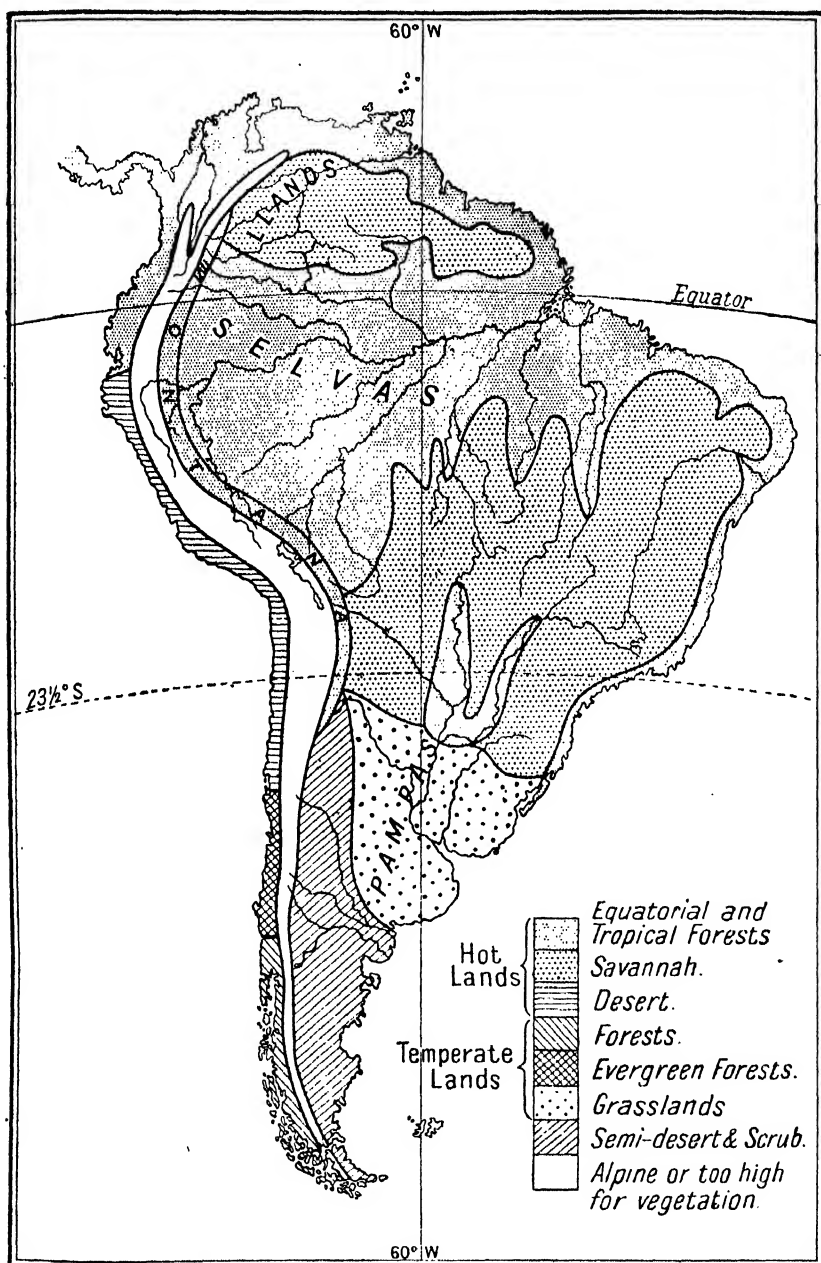 60° W
LLANOS
Equator
SELVAS
MONTANA
23½° S
PAMPAS
Hot Lands
Equatorial and
Tropical Forests
Savannah.
Desert.
Temperate Lands
Forests.
Evergreen Forests.
Grasslands
Semi-desert & Scrub.
Alpine or too high
for vegetation.
60° W